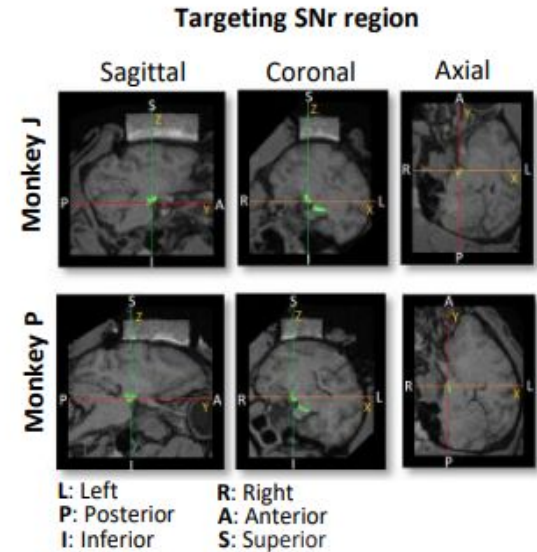 Targeting SNr region
Sagittal Coronal Axial
Monkey J
S S A
Z Z Y
P A R L R L
Y X X
I I P
Monkey P
S S A
Z Z Y
P A R L R L
Y X X
I I P
L: Left R: Right
P: Posterior A: Anterior
I: Inferior S: Superior